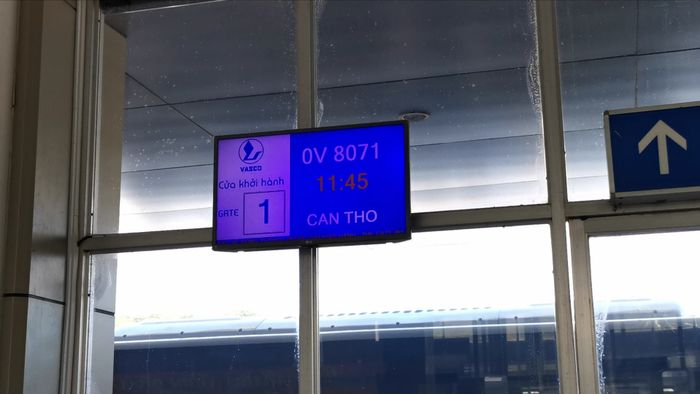 VASCO
Cửa khởi hành
GATE 1
0V 8071
11:45
CAN THO